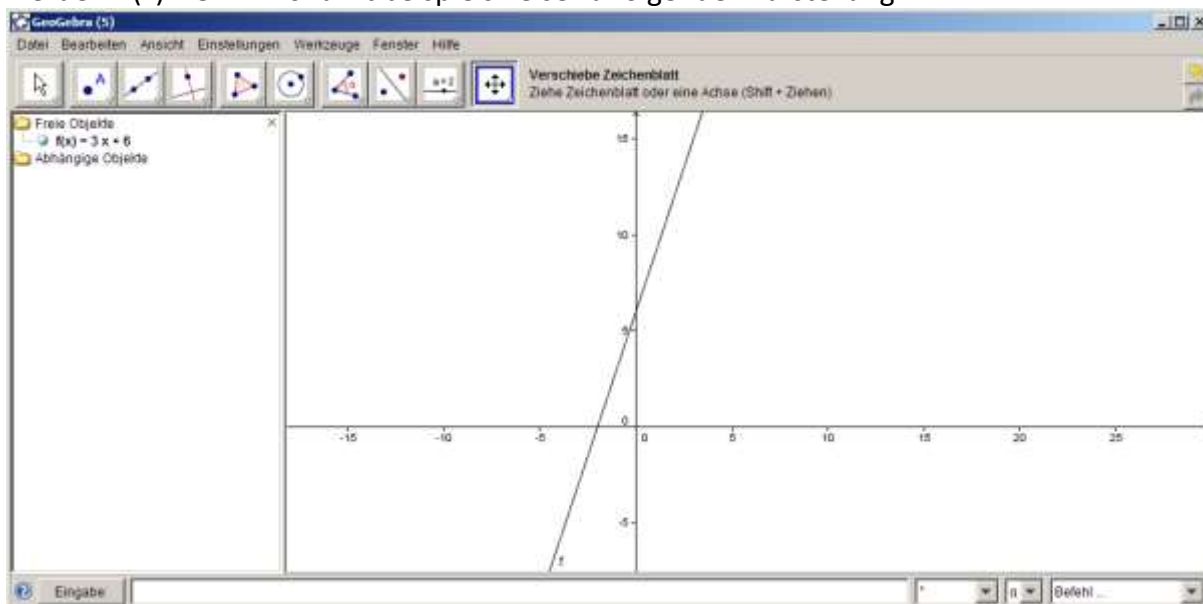 GeoGebra (5)
Datei Bearbeiten Ansicht Einstellungen Werkzeuge Fenster Hilfe
A
a=2
Verschiebe Zeichenblatt
Ziehe Zeichenblatt oder eine Achse (Shift + Ziehen)
Freie Objekte
f(x) = 3 x + 6
Abhängige Objekte
15
10
5
0
-15 -10 -5 0 5 10 15 20 25
-5
f
Eingabe
Befehl ...